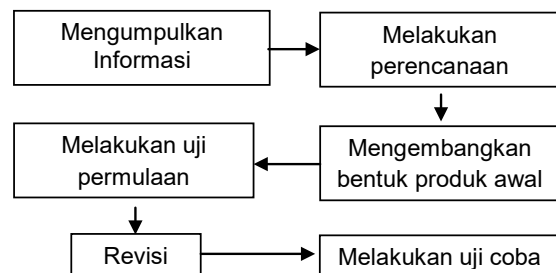 Mengumpulkan
Informasi
Melakukan
perencanaan
Mengembangkan
bentuk produk awal
Melakukan uji
permulaan
Revisi
Melakukan uji coba